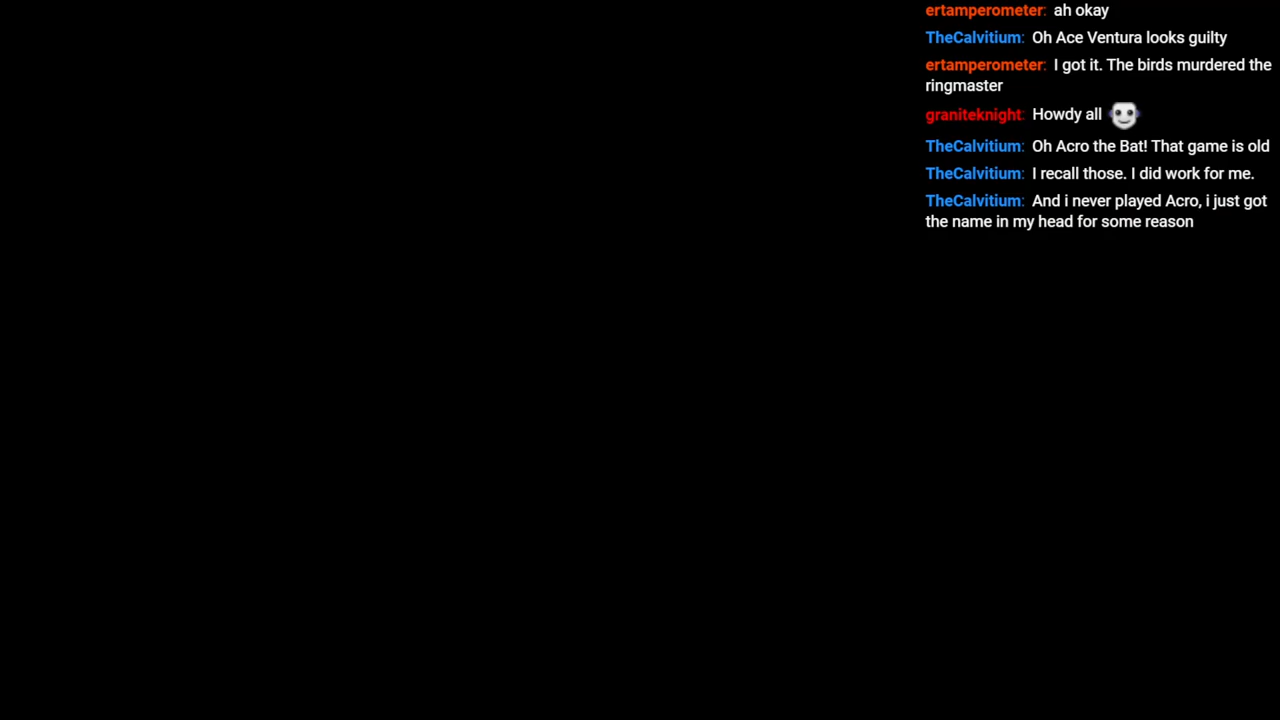 ertamperometer: ah okay
TheCalvitium: Oh Ace Ventura looks guilty
ertamperometer: I got it. The birds murdered the
ringmaster
graniteknight: Howdy all
TheCalvitium: Oh Acro the Bat! That game is old
TheCalvitium: I recall those. I did work for me.
TheCalvitium: And i never played Acro, i just got
the name in my head for some reason